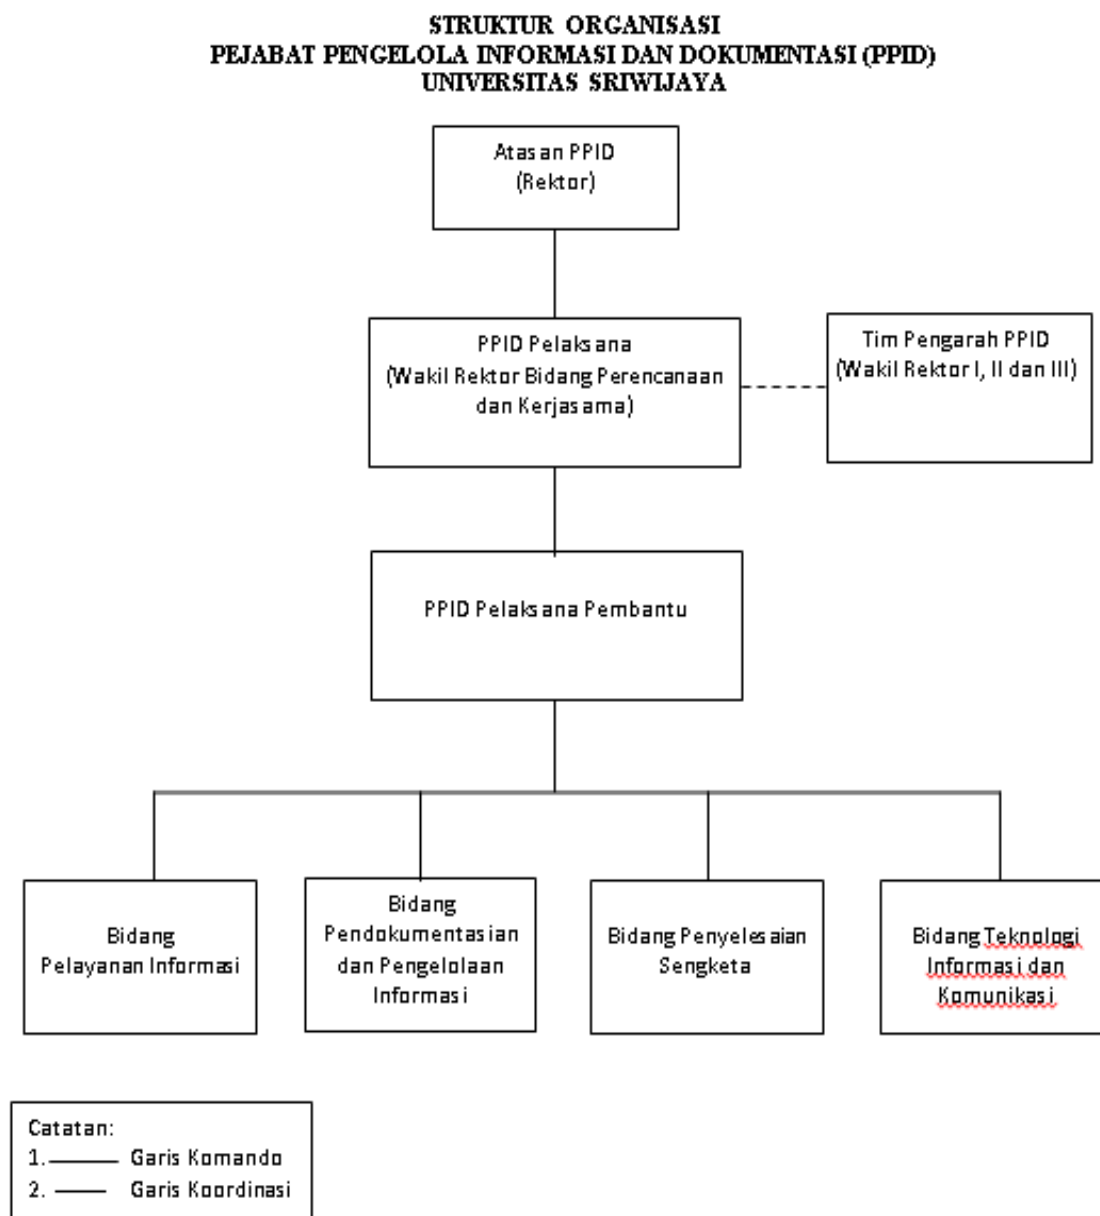 STRUKTUR ORGANISASI
PEJABAT PENGELOLA INFORMASI DAN DOKUMENTASI (PPID)
UNIVERSITAS SRIWIJAYA
Atasan PPID
(Rektor)
PPID Pelaksana
(Wakil Rektor Bidang Perencanaan
dan Kerjasama)
Tim Pengarah PPID
(Wakil Rektor I, II dan III)
PPID Pelaksana Pembantu
Bidang
Pelayanan Informasi
Bidang
Pendokumentasian
dan Pengelolaan
Informasi
Bidang Penyelesaian
Sengketa
Bidang Teknologi
Informasi dan
Komunikasi
Catatan:
1. Garis Komando
2. Garis Koordinasi